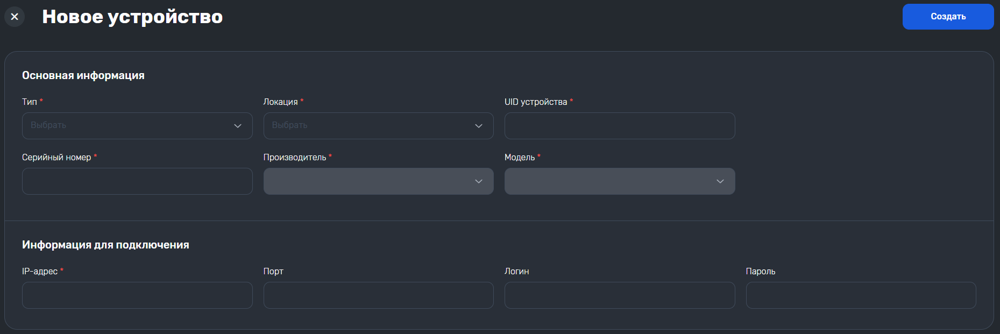 Новое устройство
Создать
Основная информация
Тип *
Локация *
UID устройства *
Выбрать
Выбрать
Серийный номер *
Производитель *
Модель *
Информация для подключения
IP-адрес *
Порт
Логин
Пароль